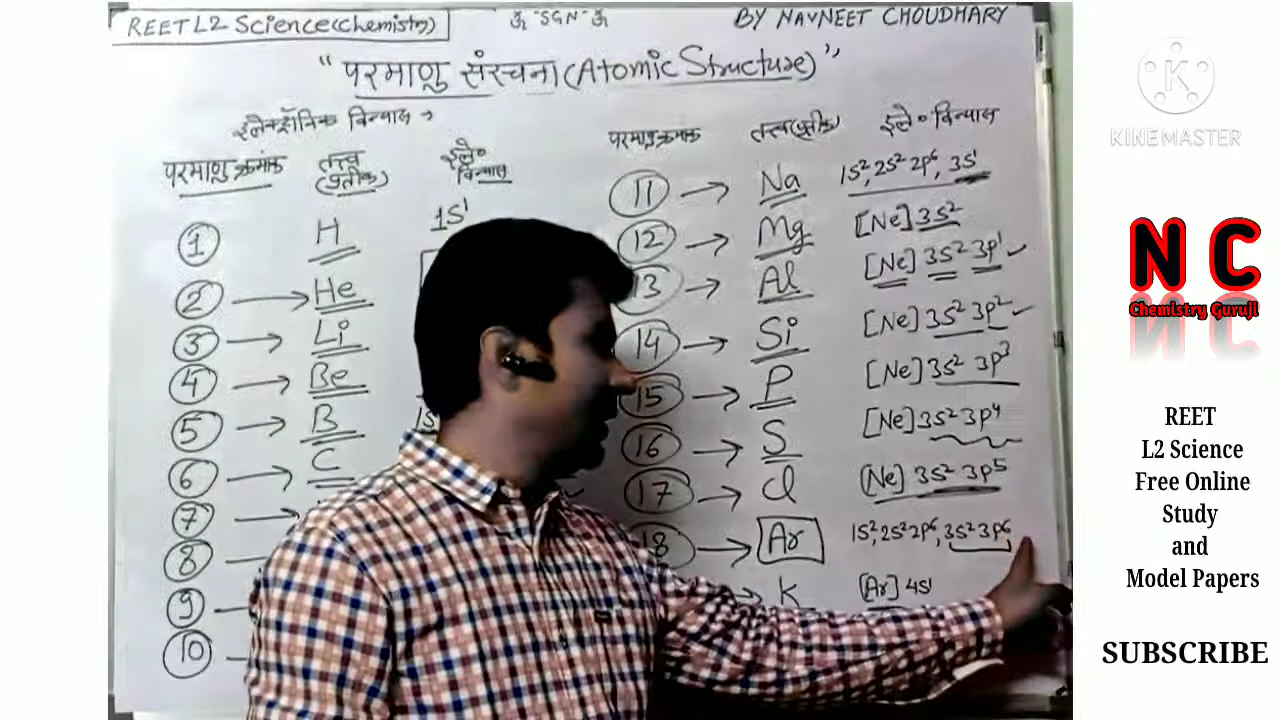 REET L2 Science(Chemistry)
ॐ "SGN" ॐ
BY NAVNEET CHOUDHARY
"परमाणु संरचना (Atomic Structure)"
इलेक्ट्रॉनिक विन्यास →
परमाणु क्रमांक तत्व (प्रतीक) इले० विन्यास
1 H 1S¹
2 → He
3 → Li
4 → Be
5 → B 1S
6 → C
7 →
8
9
10
परमाणु क्रमांक तत्व (प्रतीक) इले० विन्यास
11 → Na 1S², 2S² 2P⁶, 3S¹
12 → Mg [Ne] 3S²
13 → Al [Ne] 3S² 3P¹ ✓
14 → Si [Ne] 3S² 3P² ✓
15 → P [Ne] 3S² 3P³
16 → S [Ne] 3S² 3P⁴
17 → Cl [Ne] 3S² 3P⁵
18 → Ar 1S², 2S² 2P⁶, 3S² 3P⁶
→ K [Ar] 4S¹
KINEMASTER
NC
Chemistry Guruji
REET
L2 Science
Free Online
Study
and
Model Papers
SUBSCRIBE